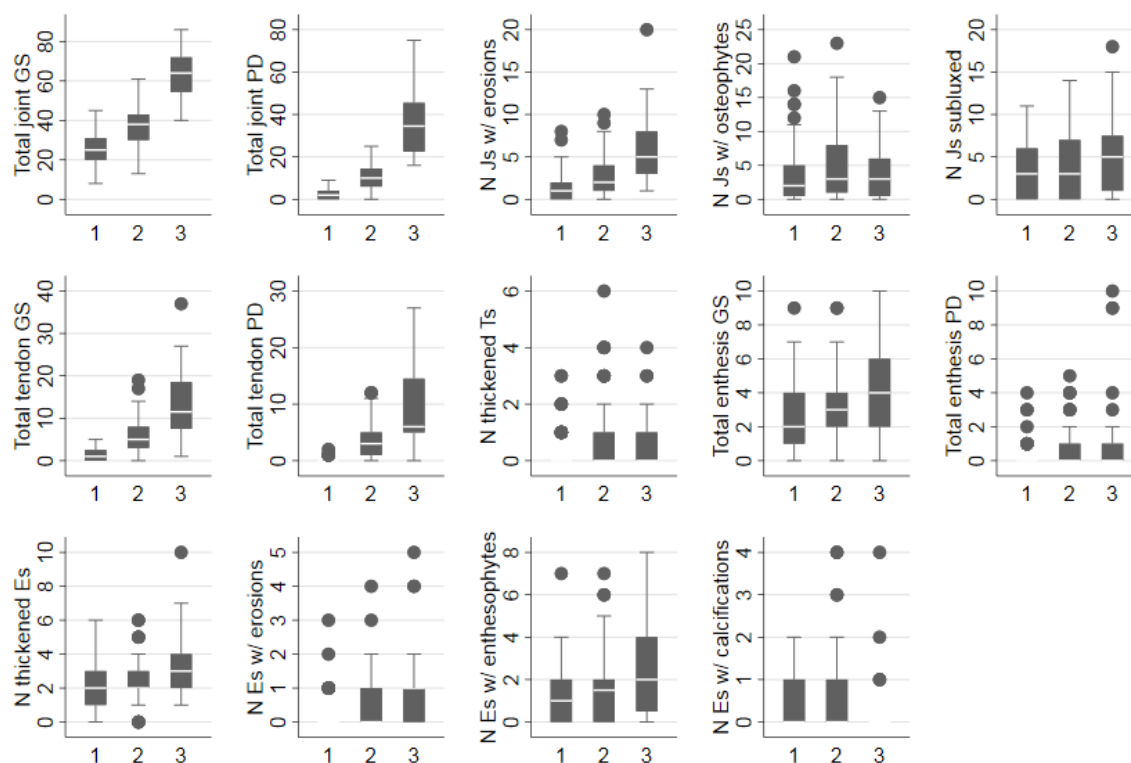 Total joint GS
0 20 40 60 80
1 2 3
Total joint PD
0 20 40 60 80
1 2 3
N Js w/ erosions
0 5 10 15 20
1 2 3
N Js w/ osteophytes
0 5 10 15 20 25
1 2 3
N Js subluxed
0 5 10 15 20
1 2 3
Total tendon GS
0 10 20 30 40
1 2 3
Total tendon PD
0 10 20 30
1 2 3
N thickened Ts
0 2 4 6
1 2 3
Total enthesis GS
0 2 4 6 8 10
1 2 3
Total enthesis PD
0 2 4 6 8 10
1 2 3
N thickened Es
0 2 4 6 8 10
1 2 3
N Es w/ erosions
0 1 2 3 4 5
1 2 3
N Es w/ enthesophytes
0 2 4 6 8
1 2 3
N Es w/ calcifications
0 1 2 3 4
1 2 3